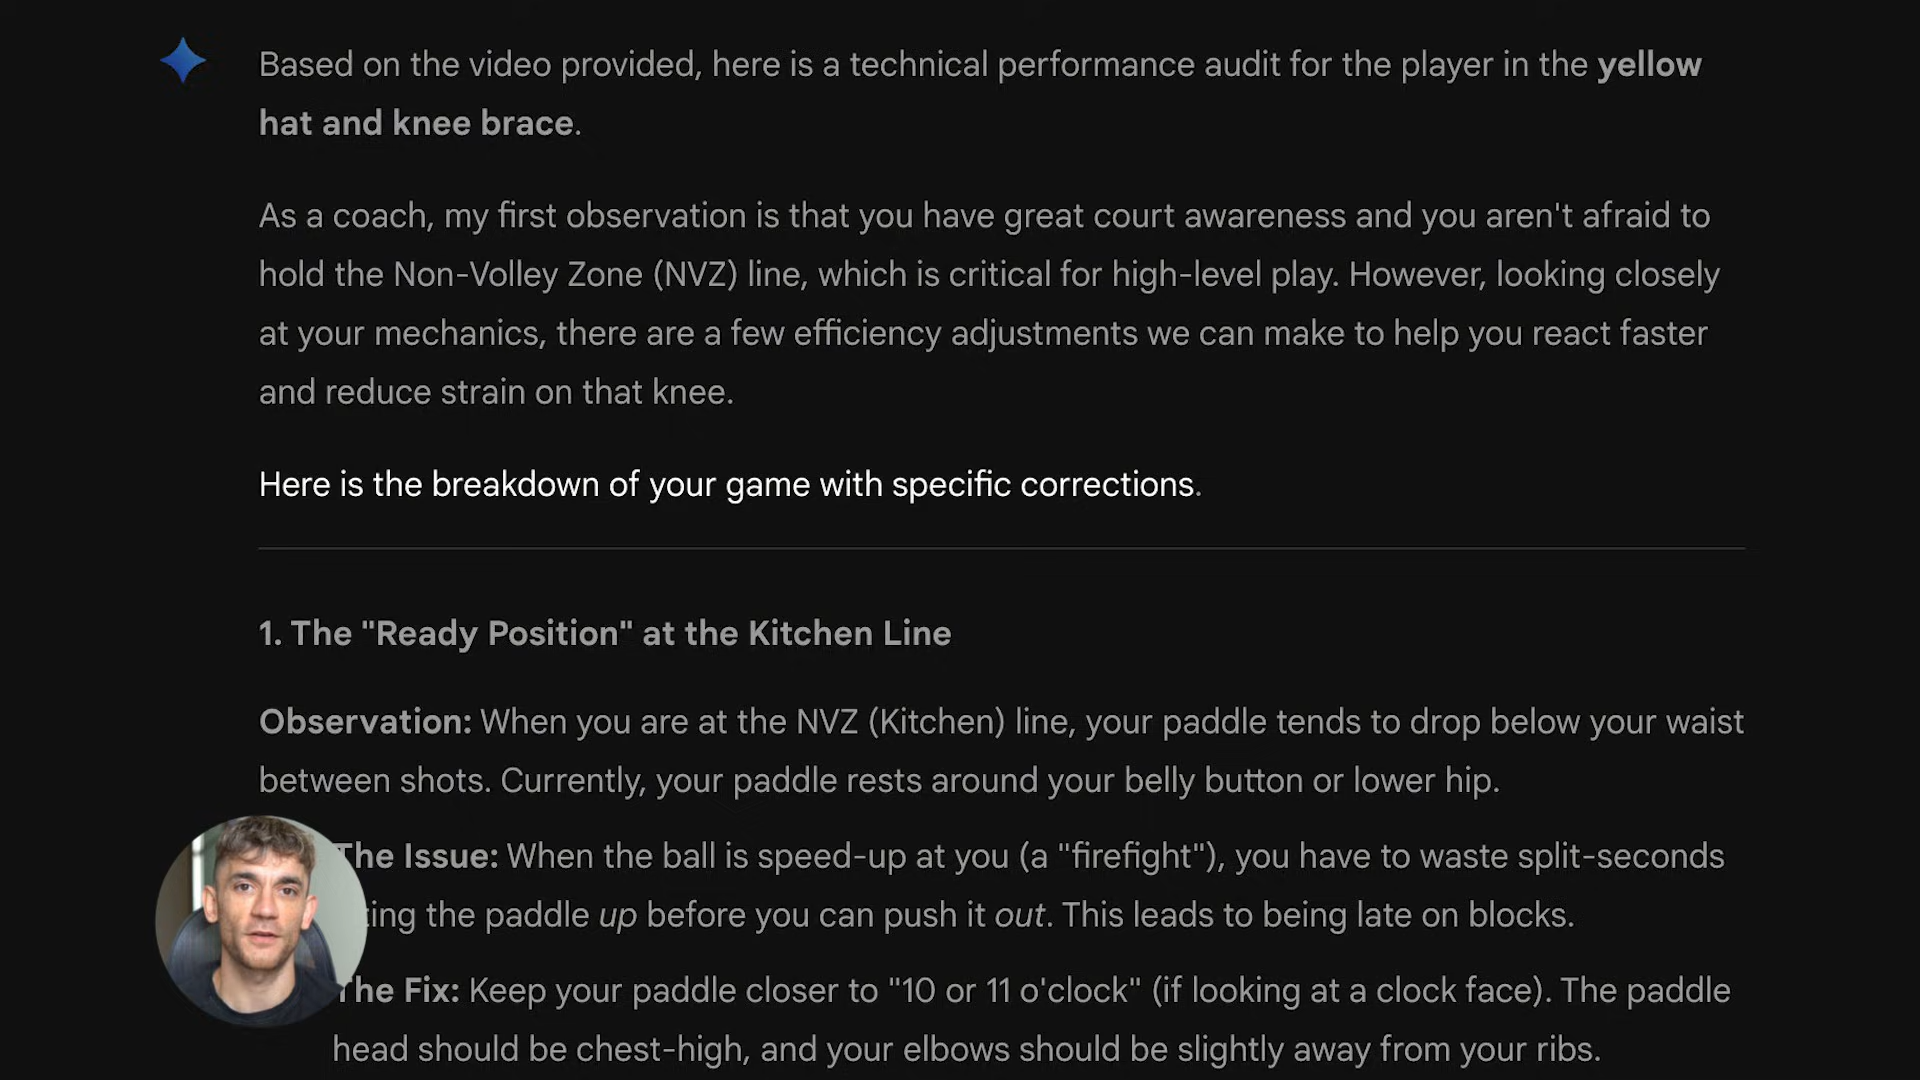 Based on the video provided, here is a technical performance audit for the player in the yellow
hat and knee brace.
As a coach, my first observation is that you have great court awareness and you aren't afraid to
hold the Non-Volley Zone (NVZ) line, which is critical for high-level play. However, looking closely
at your mechanics, there are a few efficiency adjustments we can make to help you react faster
and reduce strain on that knee.
Here is the breakdown of your game with specific corrections.
1. The "Ready Position" at the Kitchen Line
Observation: When you are at the NVZ (Kitchen) line, your paddle tends to drop below your waist
between shots. Currently, your paddle rests around your belly button or lower hip.
The Issue: When the ball is speed-up at you (a "firefight"), you have to waste split-seconds
the paddle up before you can push it out. This leads to being late on blocks.
The Fix: Keep your paddle closer to "10 or 11 o'clock" (if looking at a clock face). The paddle
head should be chest-high, and your elbows should be slightly away from your ribs.